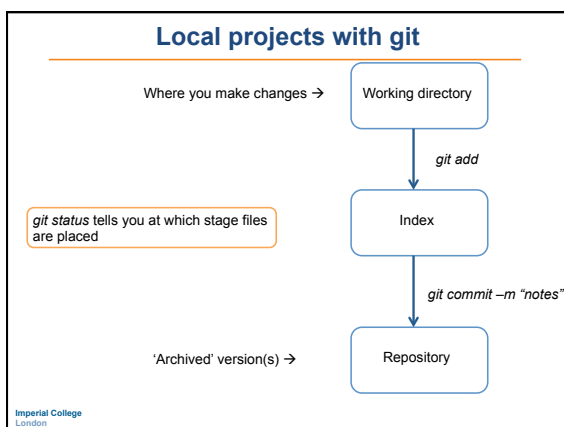 Local projects with git
Where you make changes →
Working directory
git add
git status tells you at which stage files
are placed
Index
git commit –m “notes”
‘Archived’ version(s) →
Repository
Imperial College
London